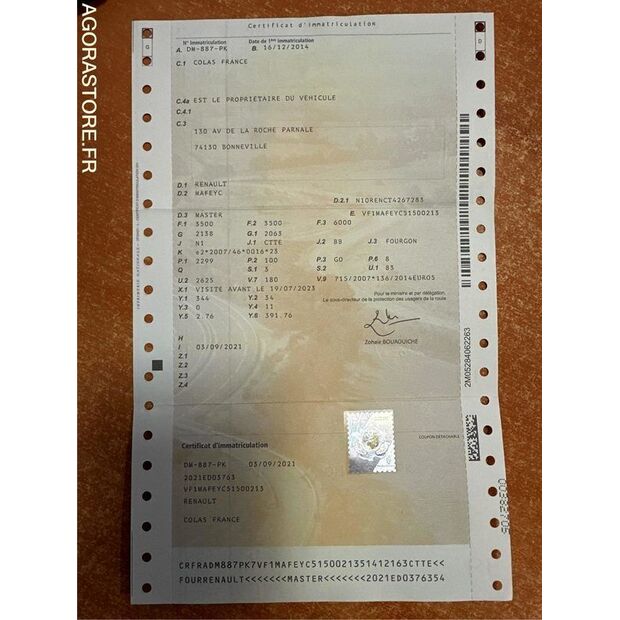 AGORASTORE.FR
Certificat d'Immatriculation
G
D
N° Immatriculation
Date de 1ère immatriculation
A. DM-887-PK
B. 16/12/2014
C.1 COLAS FRANCE
C.4a EST LE PROPRIETAIRE DU VEHICULE
C.4.1
C.3
130 AV DE LA ROCHE PARNALE
74130 BONNEVILLE
D.1 RENAULT
D.2 MAFEYC
D.2.1 N10RENCT4267283
E. VF1MAFEYC51500213
D.3 MASTER
F.1 3500 F.2 3500 F.3 6000
G 2138 G.1 2063
J N1 J.1 CTTE J.2 BB J.3 FOURGON
K e2*2007/46*0016*23
P.1 2299 P.2 100 P.3 GO P.6 8
Q S.1 3 S.2 U.1 83
U.2 2625 V.7 180 V.9 715/2007*136/2014EURO5
X.1 VISITE AVANT LE 19/07/2023
Y.1 344 Y.2 34
Y.3 0 Y.4 11
Y.5 2.76 Y.6 391.76
Pour le ministre et par délégation,
Le sous-directeur de la protection des usagers de la route
Zoheir BOUAOUICHE
H
I 03/09/2021
Z.1
Z.2
Z.3
Z.4
2M05284062263
COUPON DETACHABLE
Certificat d'immatriculation
DM-887-PK 03/09/2021
2021ED03763
VF1MAFEYC51500213
RENAULT
COLAS FRANCE
CRFRADM887PK7VF1MAFEYC5150021351412163CTTE<<
FOURRENAULT<<<<<<<MASTER<<<<<<<2021ED0376354